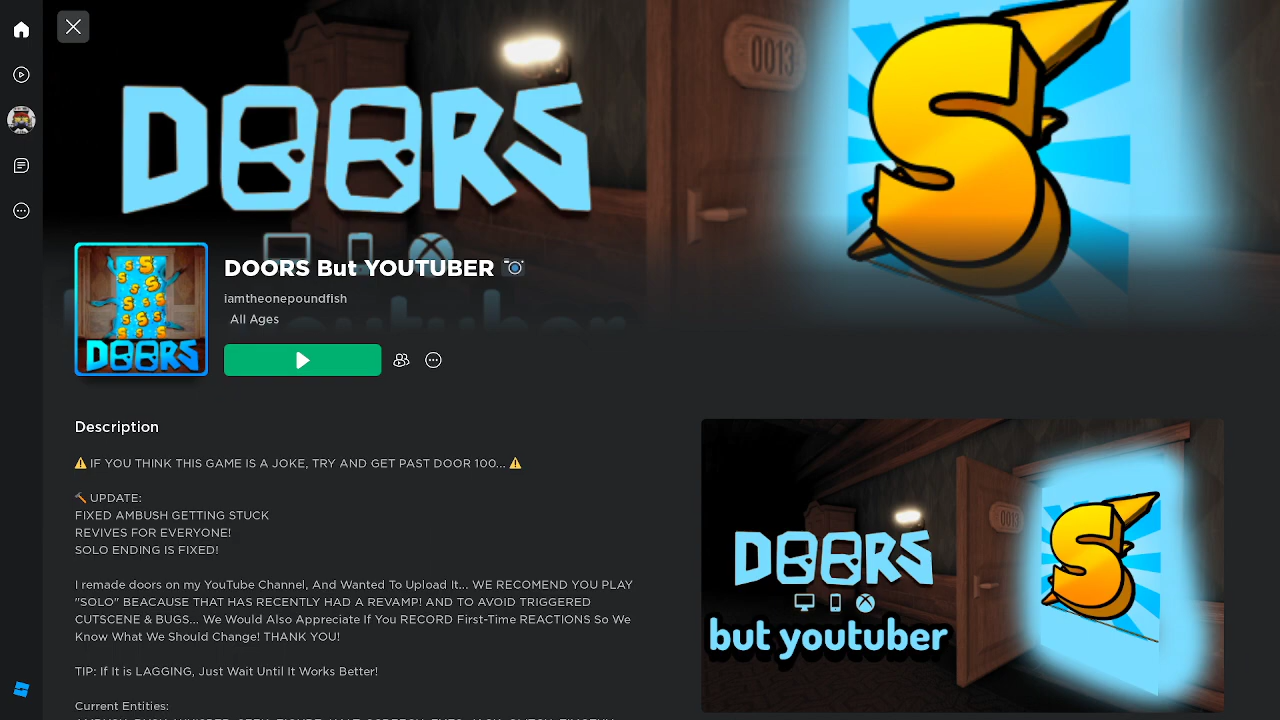 DOORS
0013
S
DOORS But YOUTUBER
iamtheonepoundfish
All Ages
DOORS
Description
⚠️ IF YOU THINK THIS GAME IS A JOKE, TRY AND GET PAST DOOR 100... ⚠️
🔨 UPDATE:
FIXED AMBUSH GETTING STUCK
REVIVES FOR EVERYONE!
SOLO ENDING IS FIXED!
I remade doors on my YouTube Channel, And Wanted To Upload It... WE RECOMEND YOU PLAY
"SOLO" BEACAUSE THAT HAS RECENTLY HAD A REVAMP! AND TO AVOID TRIGGERED
CUTSCENE & BUGS... We Would Also Appreciate If You RECORD First-Time REACTIONS So We
Know What We Should Change! THANK YOU!
TIP: If It is LAGGING, Just Wait Until It Works Better!
Current Entities:
DOORS
but youtuber
0013
S